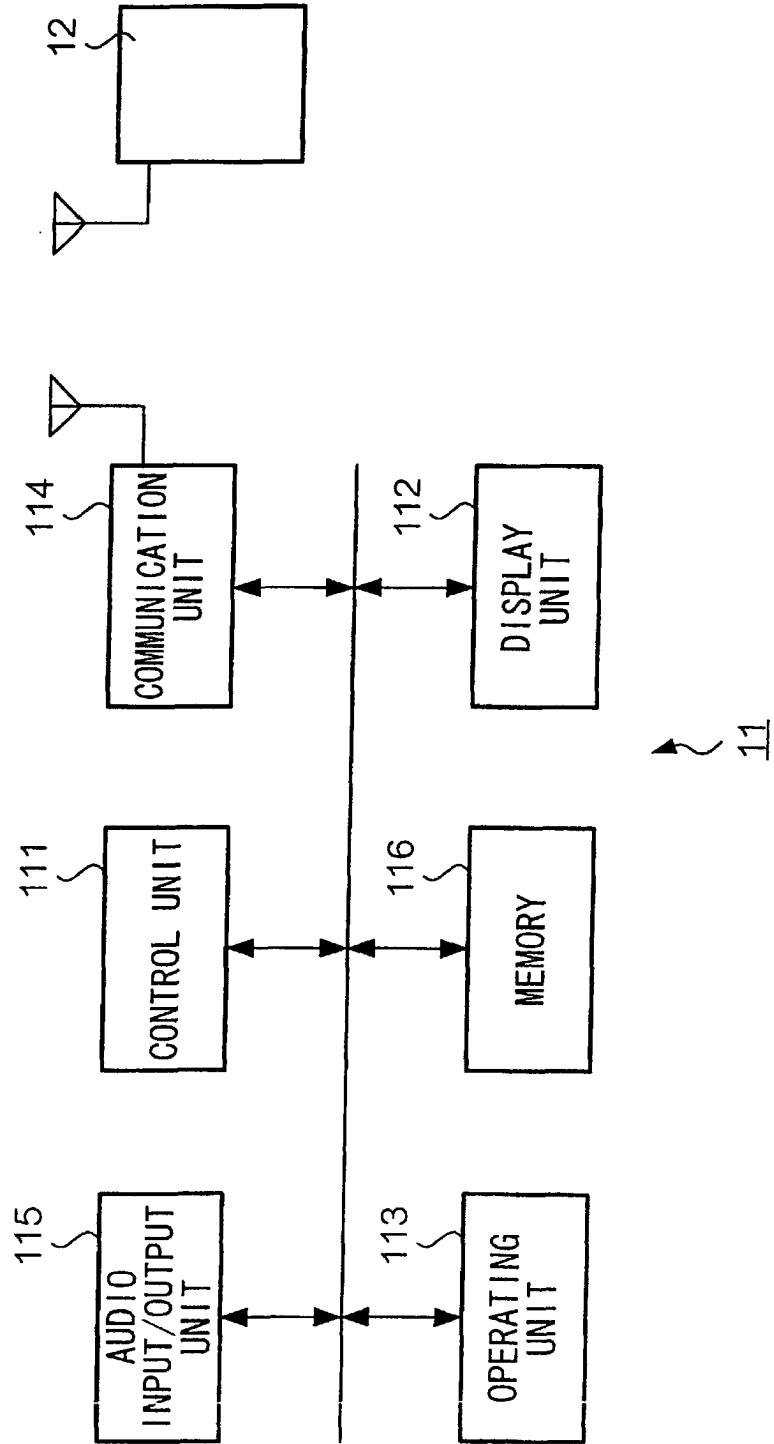 115
AUDIO
INPUT/OUTPUT
UNIT
111
CONTROL UNIT
114
COMMUNICATION
UNIT
12
113
OPERATING
UNIT
116
MEMORY
112
DISPLAY
UNIT
11